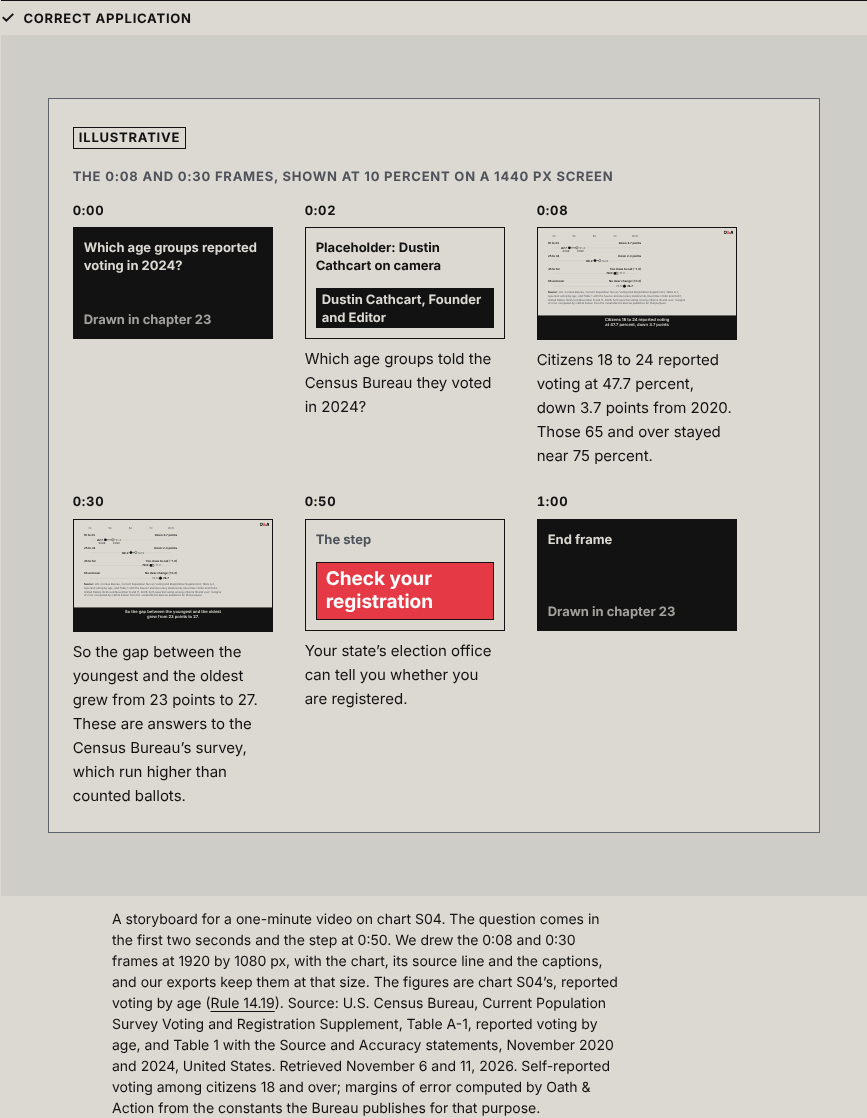 ✓ CORRECT APPLICATION
ILLUSTRATIVE
THE 0:08 AND 0:30 FRAMES, SHOWN AT 10 PERCENT ON A 1440 PX SCREEN
0:00
Which age groups reported
voting in 2024?
Drawn in chapter 23
0:02
Placeholder: Dustin
Cathcart on camera
Dustin Cathcart, Founder
and Editor
Which age groups told the
Census Bureau they voted
in 2024?
0:08
Citizens 18 to 24 reported voting
at 47.7 percent, down 3.7 points
Citizens 18 to 24 reported
voting at 47.7 percent,
down 3.7 points from 2020.
Those 65 and over stayed
near 75 percent.
0:30
So the gap between the youngest and the oldest
grew from 23 points to 27.
So the gap between the
youngest and the oldest
grew from 23 points to 27.
These are answers to the
Census Bureau’s survey,
which run higher than
counted ballots.
0:50
The step
Check your
registration
Your state’s election office
can tell you whether you
are registered.
1:00
End frame
Drawn in chapter 23
A storyboard for a one-minute video on chart S04. The question comes in
the first two seconds and the step at 0:50. We drew the 0:08 and 0:30
frames at 1920 by 1080 px, with the chart, its source line and the captions,
and our exports keep them at that size. The figures are chart S04’s, reported
voting by age (Rule 14.19). Source: U.S. Census Bureau, Current Population
Survey Voting and Registration Supplement, Table A-1, reported voting by
age, and Table 1 with the Source and Accuracy statements, November 2020
and 2024, United States. Retrieved November 6 and 11, 2026. Self-reported
voting among citizens 18 and over; margins of error computed by Oath &
Action from the constants the Bureau publishes for that purpose.